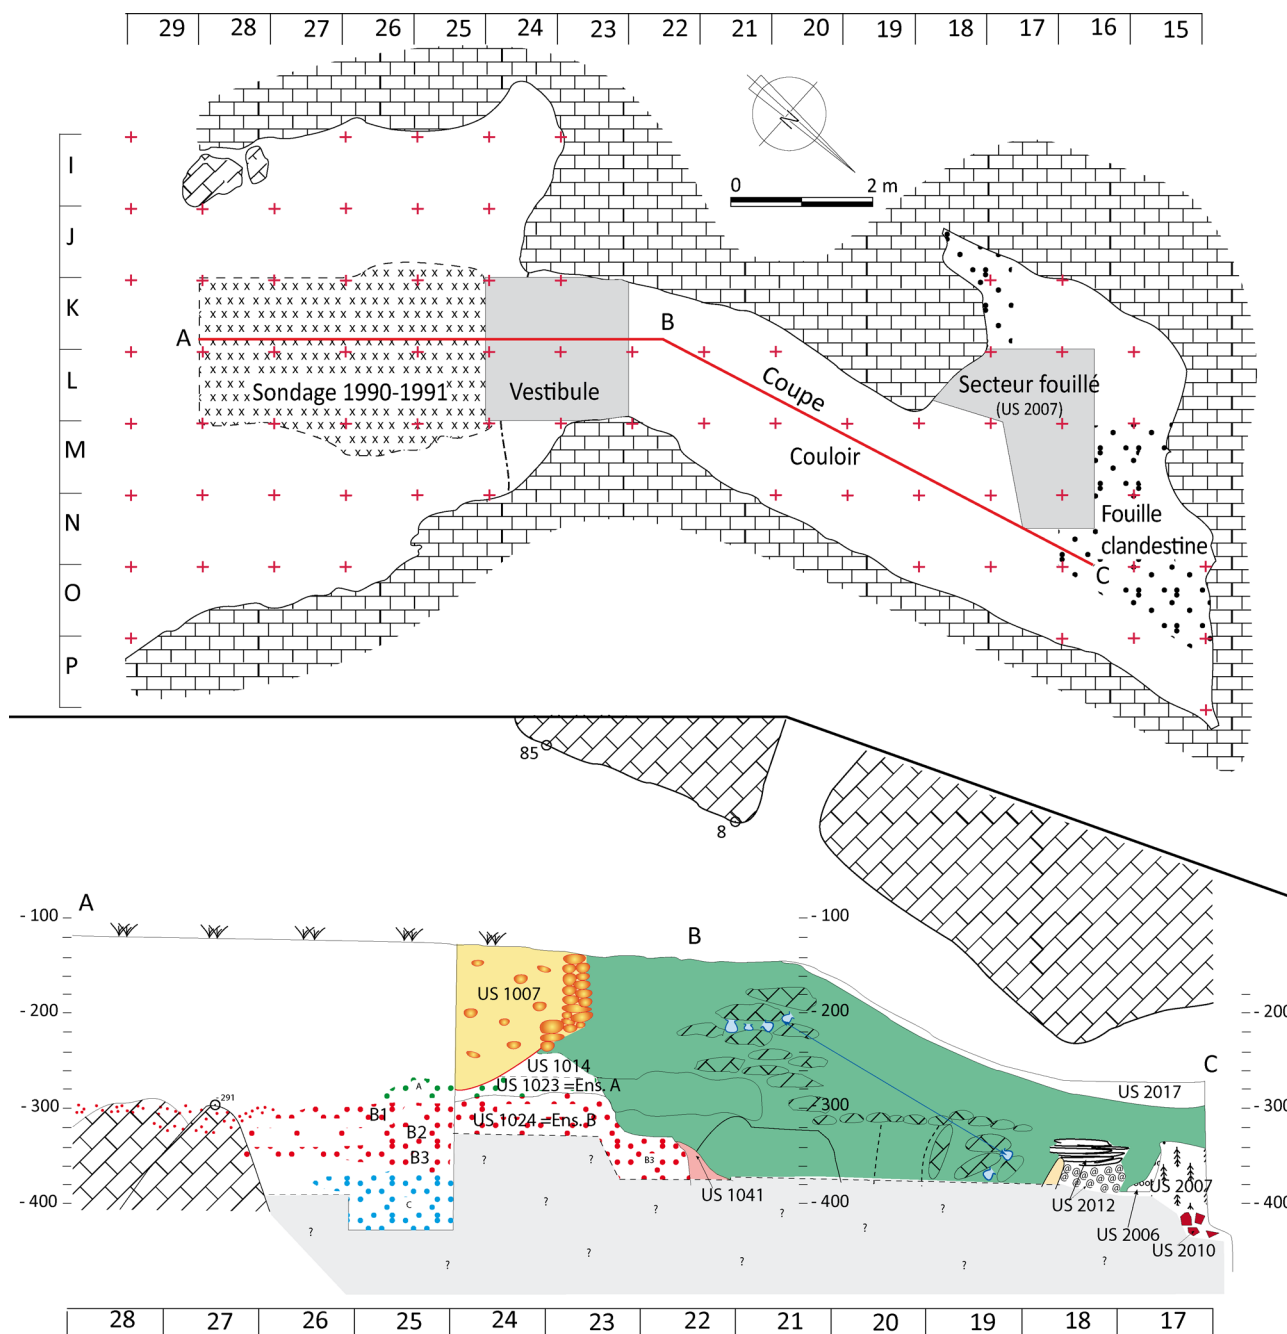 29 28 27 26 25 24 23 22 21 20 19 18 17 16 15
I
J
K
L
M
N
O
P
0 2 m
N
A
B
C
Sondage 1990-1991
Vestibule
Coupe
Couloir
Secteur fouillé
(US 2007)
Fouille
clandestine
85
8
A
B
C
- 100
- 200
- 300
- 400
- 100
- 300
- 400
- 200
- 300
- 400
US 1007
US 1014
US 1023 =Ens. A
US 1024 =Ens. B
A
291
B1
B2
B3
C
B3
US 1041
US 2017
US 2007
US 2012
US 2006
US 2010
? ? ? ? ? ? ? ? ? ? ?
28 27 26 25 24 23 22 21 20 19 18 17